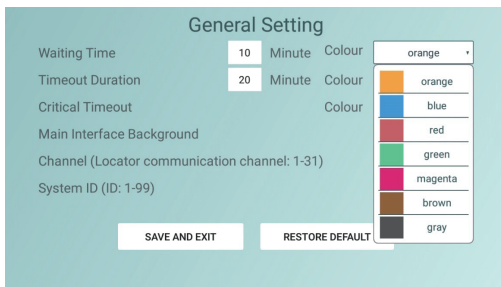 General Setting
Waiting Time 10 Minute Colour orange
orange
Timeout Duration 20 Minute Colour
blue
Critical Timeout Colour
red
Main Interface Background
green
Channel (Locator communication channel: 1-31)
magenta
System ID (ID: 1-99)
brown
gray
SAVE AND EXIT RESTORE DEFAULT